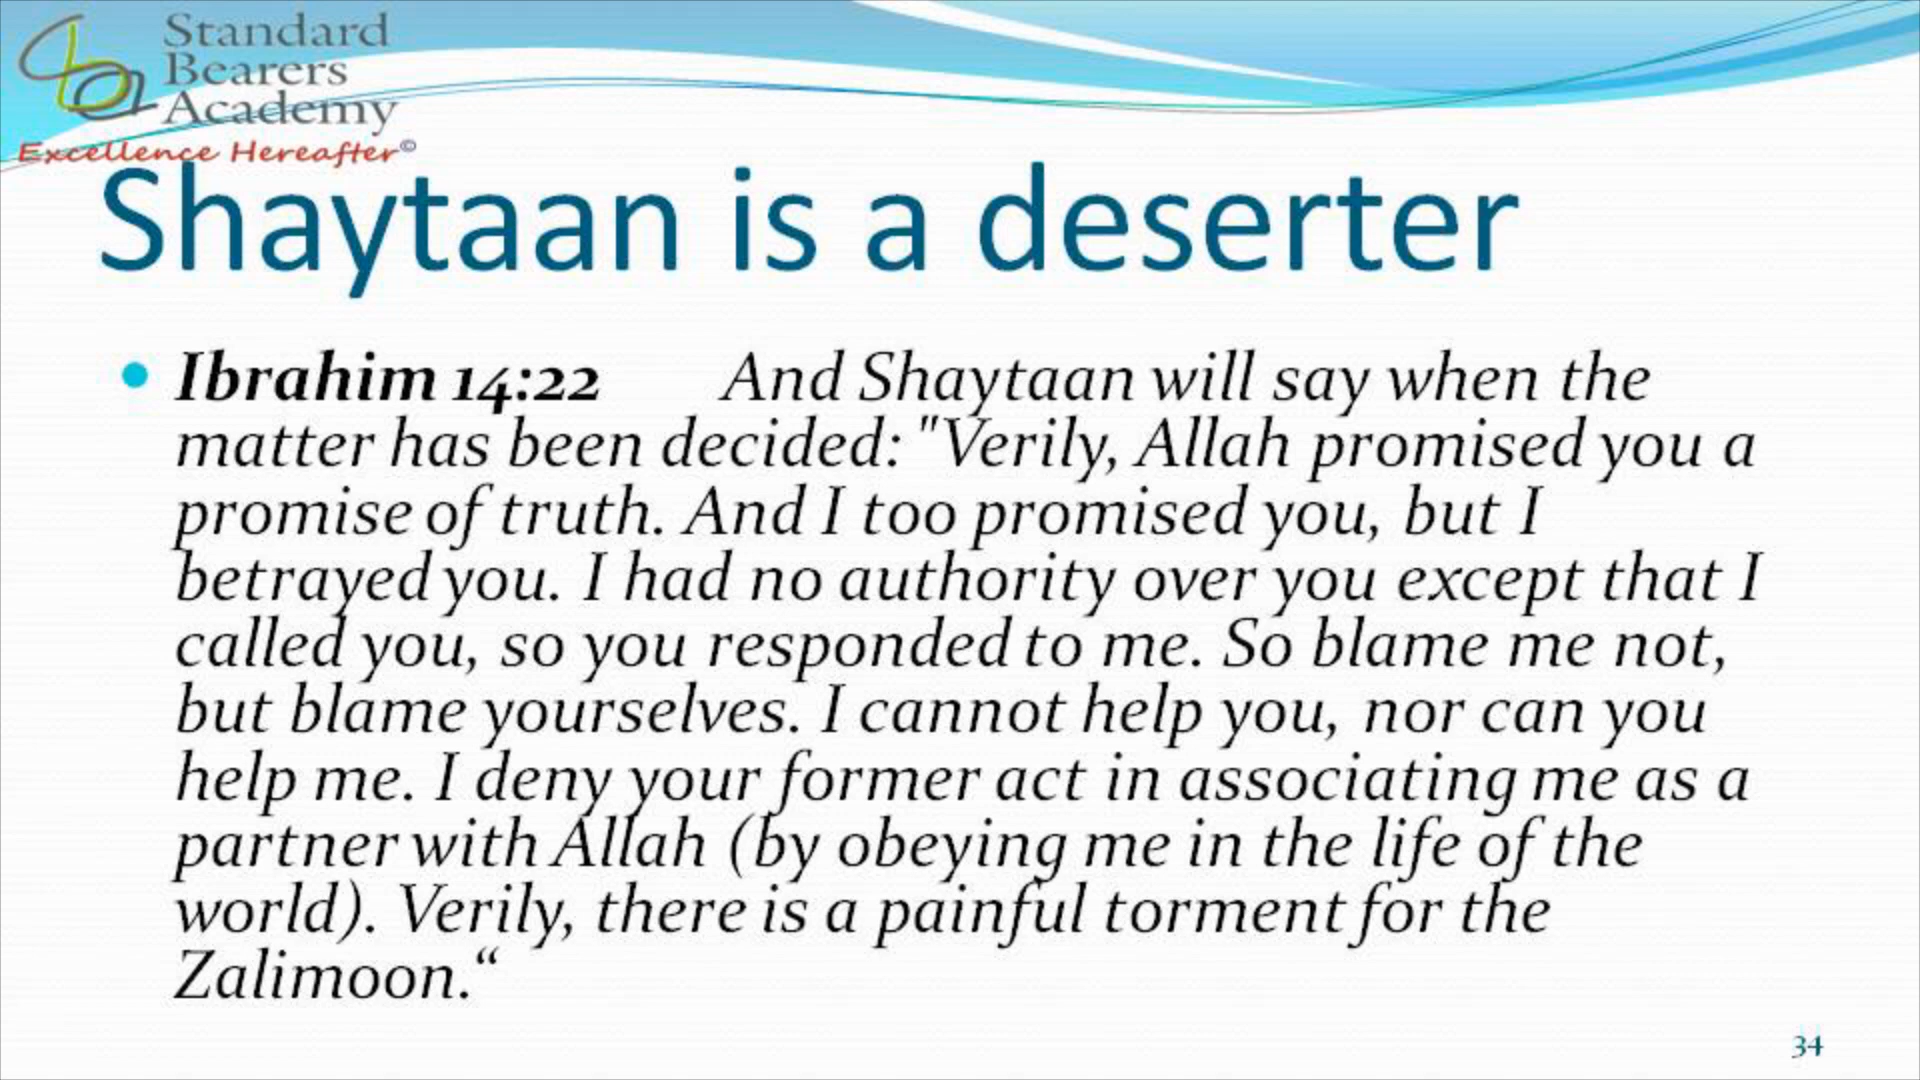 Standard
Bearers
Academy
Excellence Hereafter©
Shaytaan is a deserter
• Ibrahim 14:22 And Shaytaan will say when the
matter has been decided: "Verily, Allah promised you a
promise of truth. And I too promised you, but I
betrayed you. I had no authority over you except that I
called you, so you responded to me. So blame me not,
but blame yourselves. I cannot help you, nor can you
help me. I deny your former act in associating me as a
partner with Allah (by obeying me in the life of the
world). Verily, there is a painful torment for the
Zalimoon.“
34